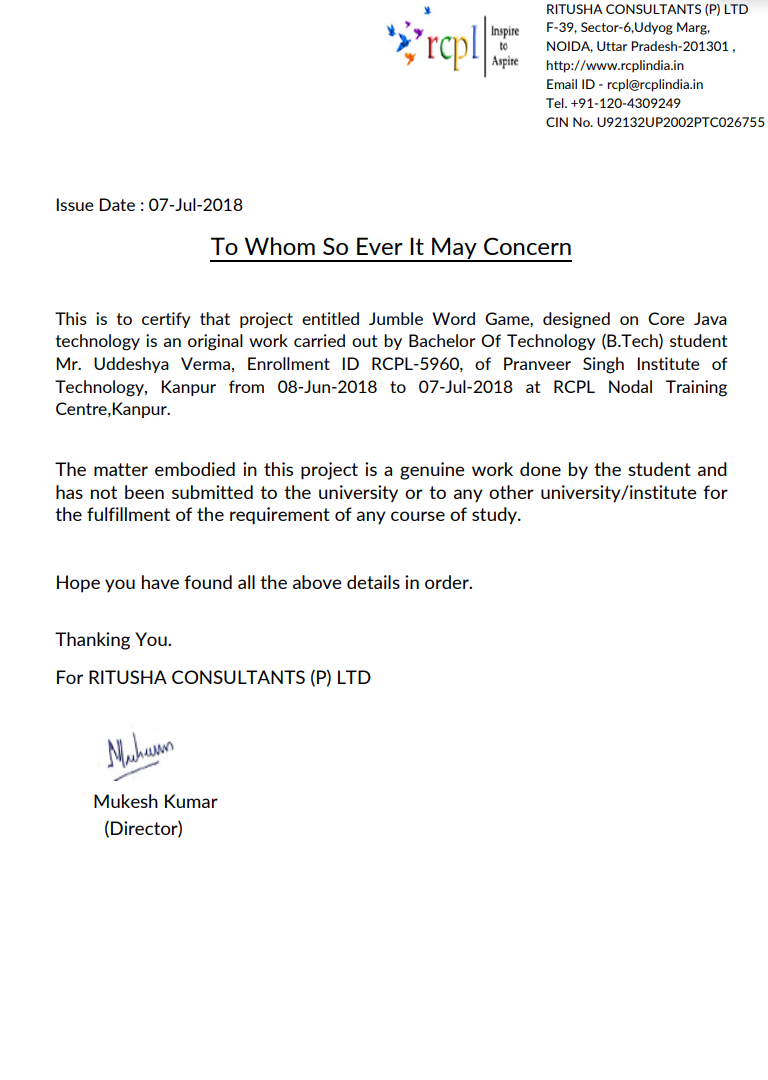 rcpl
Inspire
to
Aspire
RITUSHA CONSULTANTS (P) LTD
F-39, Sector-6,Udyog Marg,
NOIDA, Uttar Pradesh-201301 ,
http://www.rcplindia.in
Email ID - rcpl@rcplindia.in
Tel. +91-120-4309249
CIN No. U92132UP2002PTC026755
Issue Date : 07-Jul-2018
To Whom So Ever It May Concern
This is to certify that project entitled Jumble Word Game, designed on Core Java
technology is an original work carried out by Bachelor Of Technology (B.Tech) student
Mr. Uddeshya Verma, Enrollment ID RCPL-5960, of Pranveer Singh Institute of
Technology, Kanpur from 08-Jun-2018 to 07-Jul-2018 at RCPL Nodal Training
Centre,Kanpur.
The matter embodied in this project is a genuine work done by the student and
has not been submitted to the university or to any other university/institute for
the fulfillment of the requirement of any course of study.
Hope you have found all the above details in order.
Thanking You.
For RITUSHA CONSULTANTS (P) LTD
Mukesh Kumar
(Director)